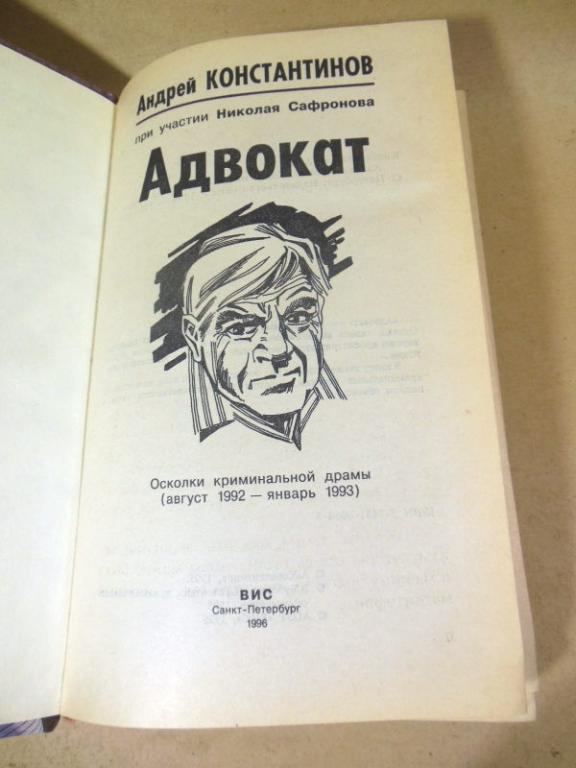 Андрей КОНСТАНТИНОВ
при участии Николая Сафронова
Адвокат
Осколки криминальной драмы
(август 1992 — январь 1993)
ВИС
Санкт-Петербург
1996